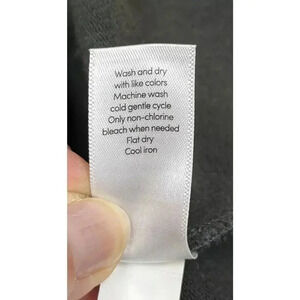 Wash and dry
with like colors
Machine wash
cold gentle cycle
Only non-chlorine
bleach when needed
Flat dry
Cool iron